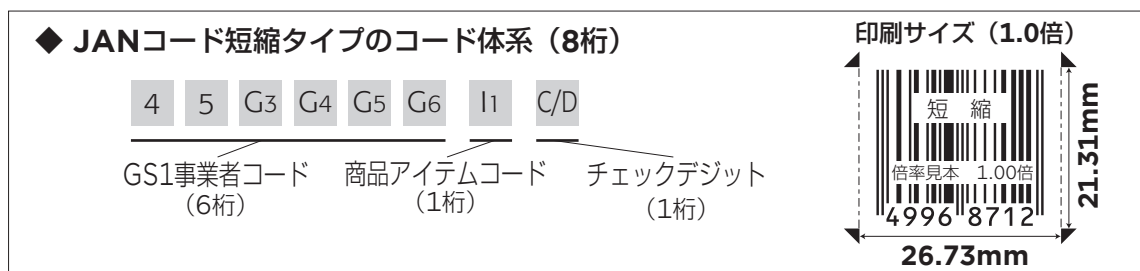 ◆ JANコード短縮タイプのコード体系（8桁）
4 5 G3 G4 G5 G6 I1 C/D
GS1事業者コード 商品アイテムコード チェックデジット
（6桁） （1桁） （1桁）
印刷サイズ（1.0倍）
短 縮
倍率見本 1.00倍
4996 8712
21.31mm
26.73mm